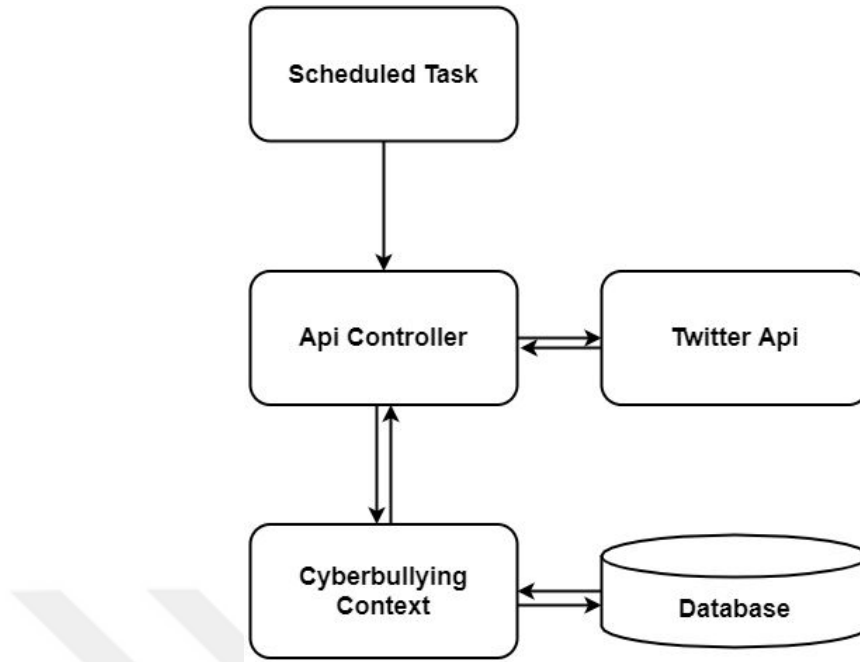 Scheduled Task
Api Controller
Twitter Api
Cyberbullying
Context
Database